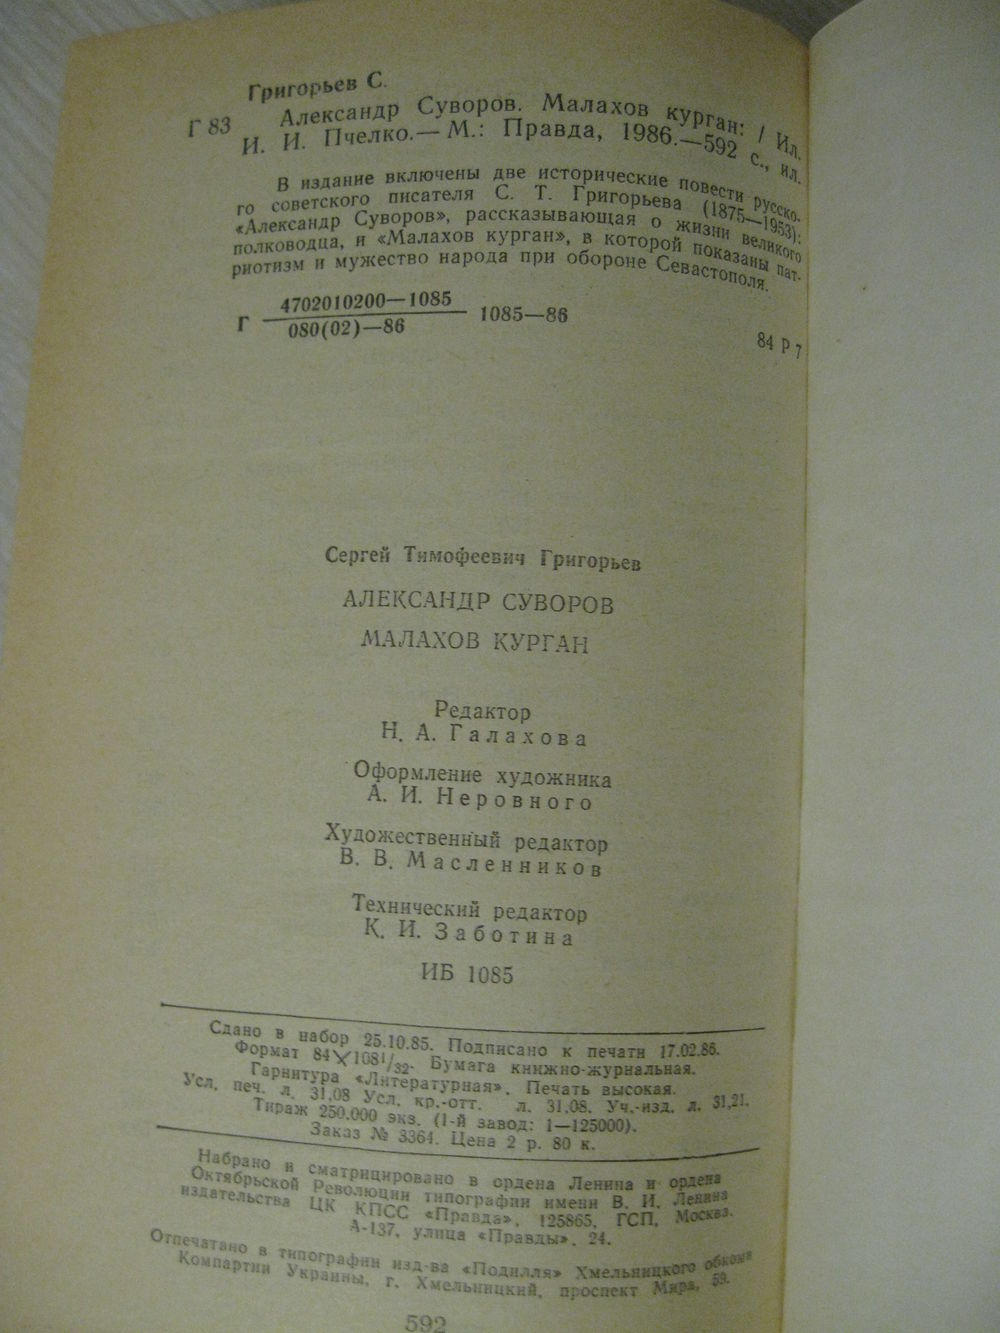 Григорьев С.
Г 83 Александр Суворов. Малахов курган: / Ил.
И. И. Пчелко.— М.: Правда, 1986.—592 с., ил.
В издание включены две исторические повести русско-
го советского писателя С. Т. Григорьева (1875—1953):
«Александр Суворов», рассказывающая о жизни великого
полководца, и «Малахов курган», в которой показаны пат-
риотизм и мужество народа при обороне Севастополя.
4702010200—1085
Г 1085—86
080(02)—86
84 Р 7
Сергей Тимофеевич Григорьев
АЛЕКСАНДР СУВОРОВ
МАЛАХОВ КУРГАН
Редактор
Н. А. Галахова
Оформление художника
А. И. Неровного
Художественный редактор
В. В. Масленников
Технический редактор
К. И. Заботина
ИБ 1085
Сдано в набор 25.10.85. Подписано к печати 17.02.86.
Формат 84×108¹/₃₂. Бумага книжно-журнальная.
Гарнитура «Литературная». Печать высокая.
Усл. печ. л. 31,08 Усл. кр.-отт. л. 31,08. Уч.-изд. л. 31,21.
Тираж 250.000 экз. (1-й завод: 1—125000).
Заказ № 3364. Цена 2 р. 80 к.
Набрано и сматрицировано в ордена Ленина и ордена
Октябрьской Революции типографии имени В. И. Ленина
издательства ЦК КПСС «Правда», 125865, ГСП, Москва.
А-137, улица «Правды», 24.
Отпечатано в типографии изд-ва «Подилля» Хмельницкого обкома
Компартии Украины, г. Хмельницкий, проспект Мира, 59.
592